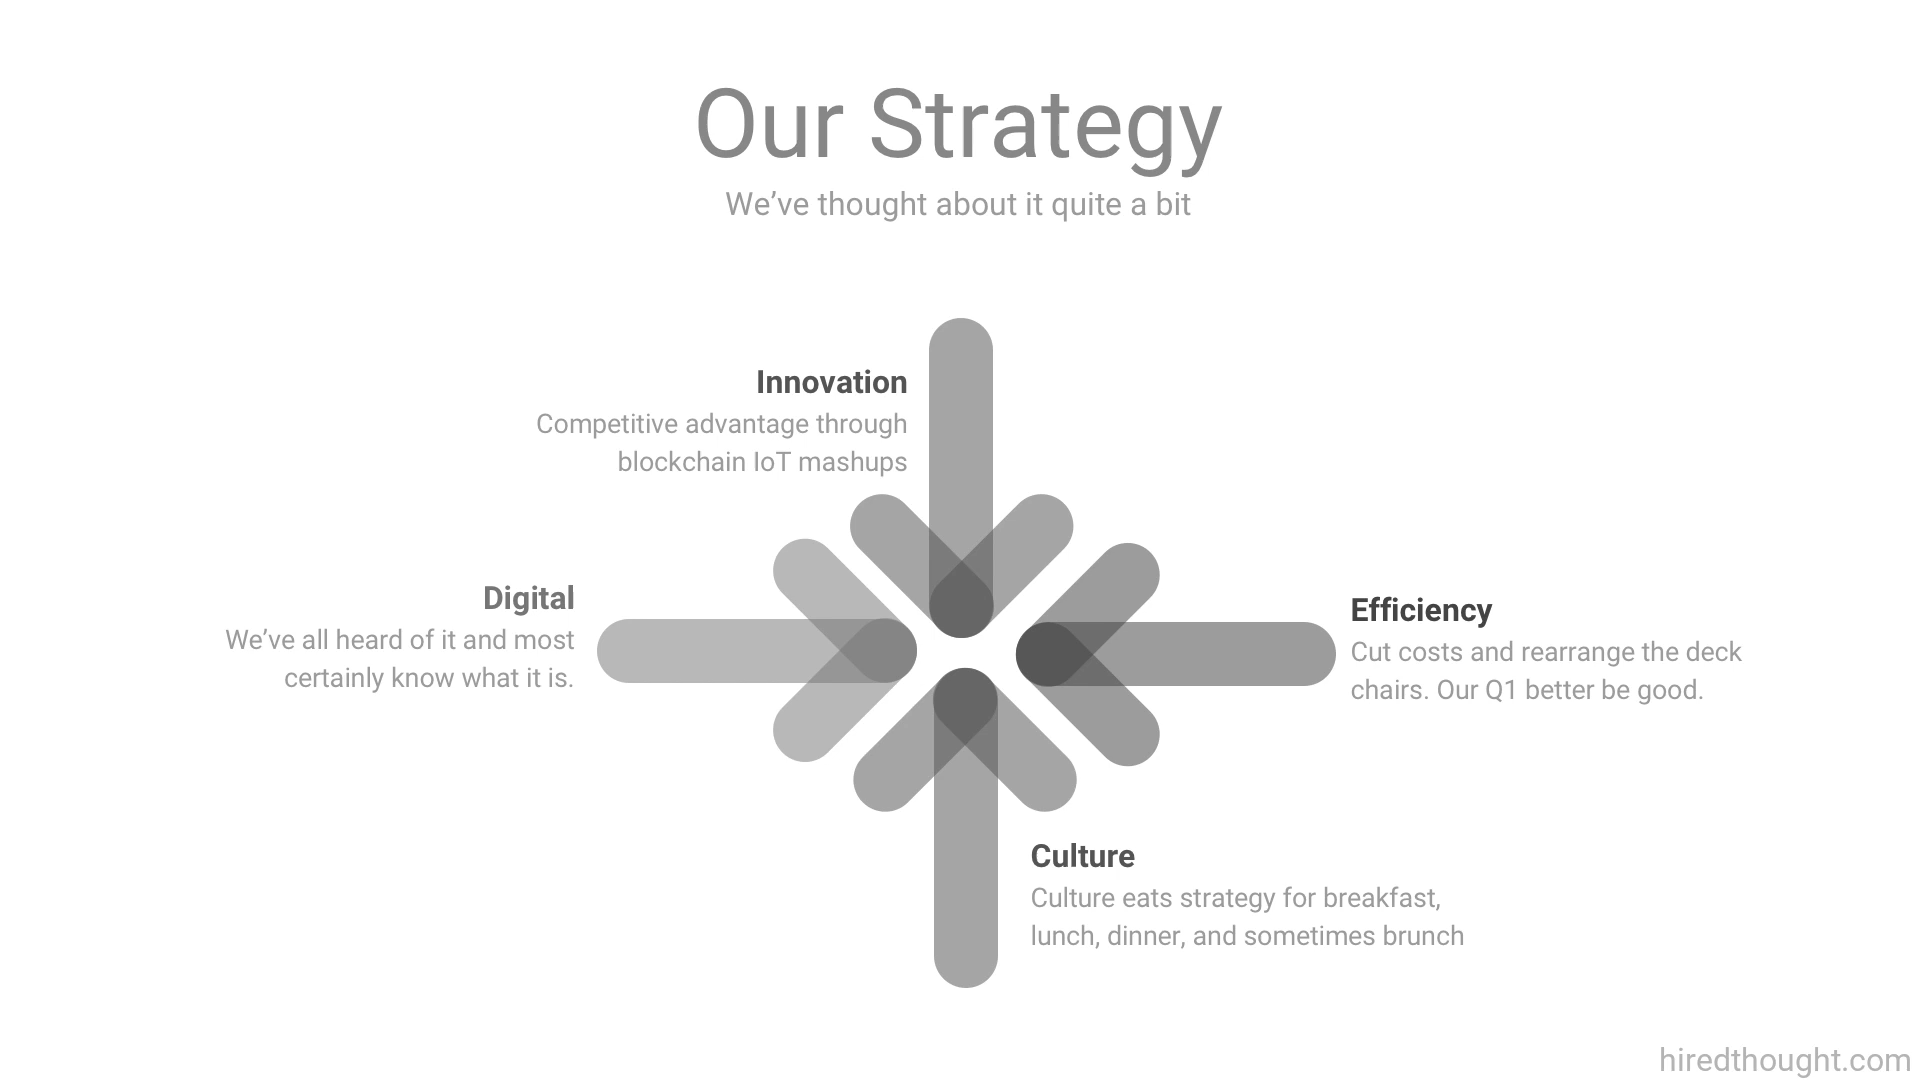 Our Strategy
We’ve thought about it quite a bit
Innovation
Competitive advantage through
blockchain IoT mashups
Digital
We’ve all heard of it and most
certainly know what it is.
Efficiency
Cut costs and rearrange the deck
chairs. Our Q1 better be good.
Culture
Culture eats strategy for breakfast,
lunch, dinner, and sometimes brunch
hiredthought.com